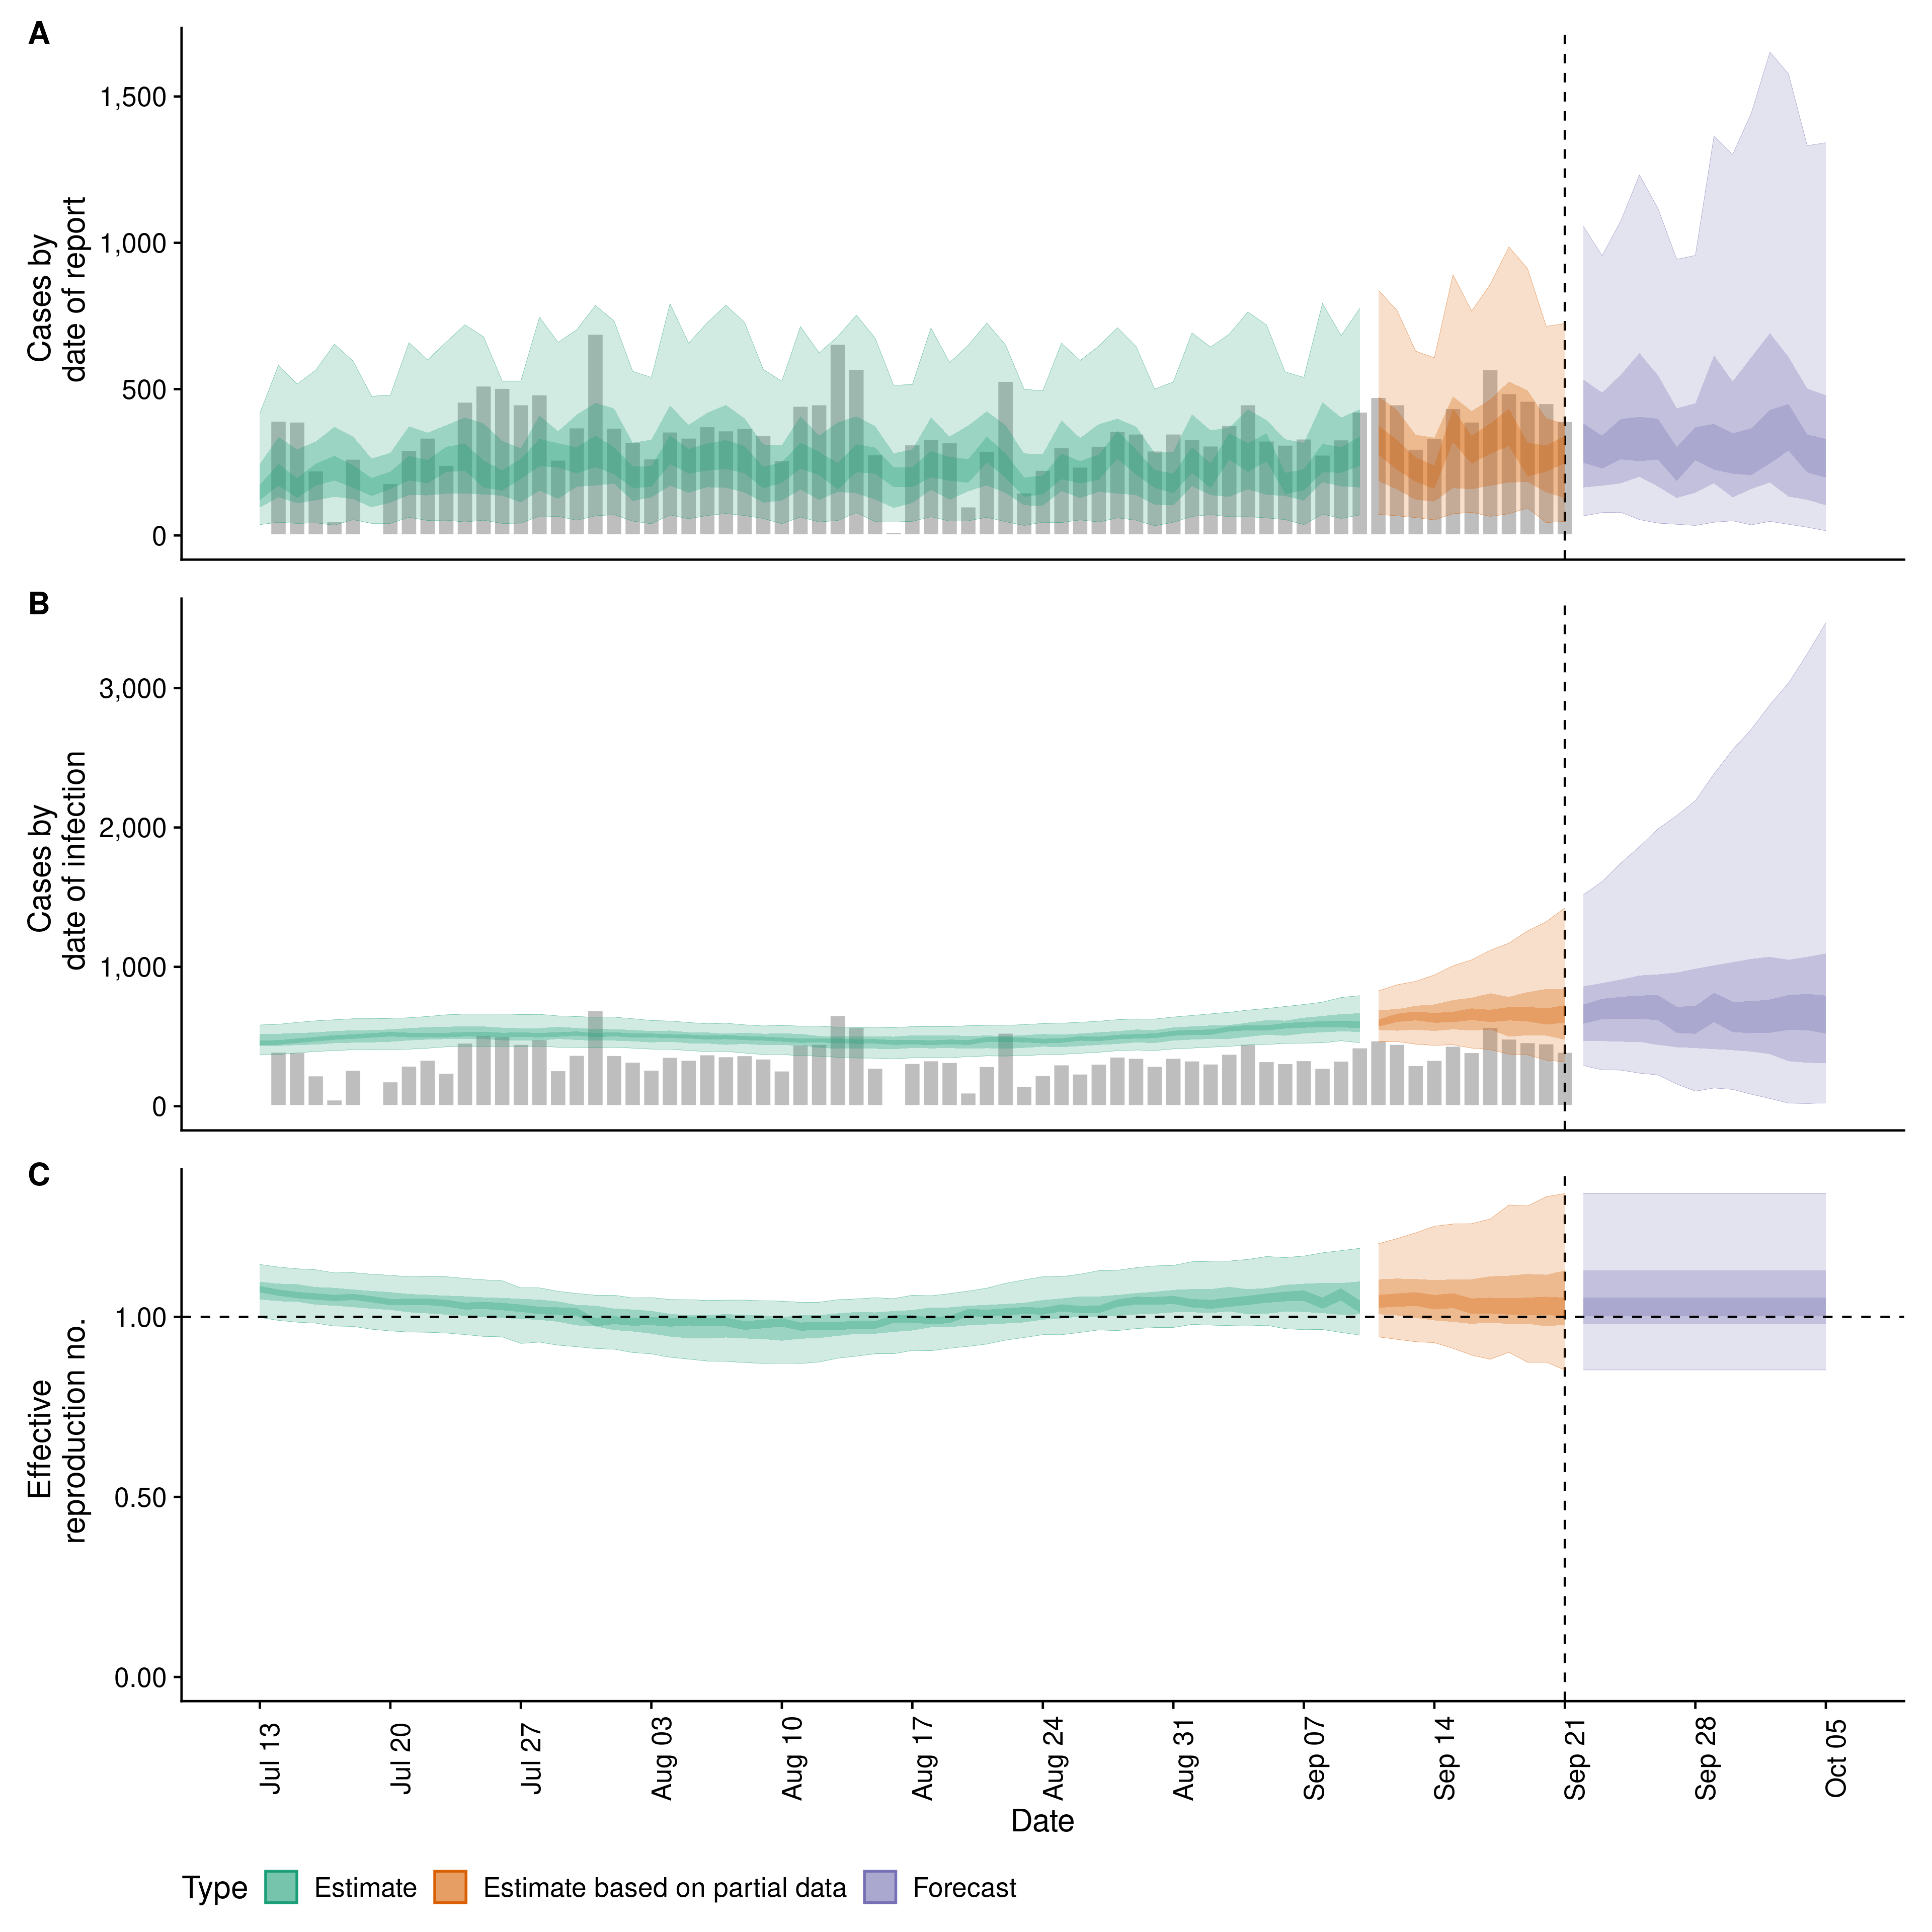 A
Cases by
date of report
1,500
1,000
500
0
B
Cases by
date of infection
3,000
2,000
1,000
0
C
Effective
reproduction no.
1.00
0.50
0.00
Jul 13
Jul 20
Jul 27
Aug 03
Aug 10
Aug 17
Aug 24
Aug 31
Sep 07
Sep 14
Sep 21
Sep 28
Oct 05
Date
Type Estimate Estimate based on partial data Forecast